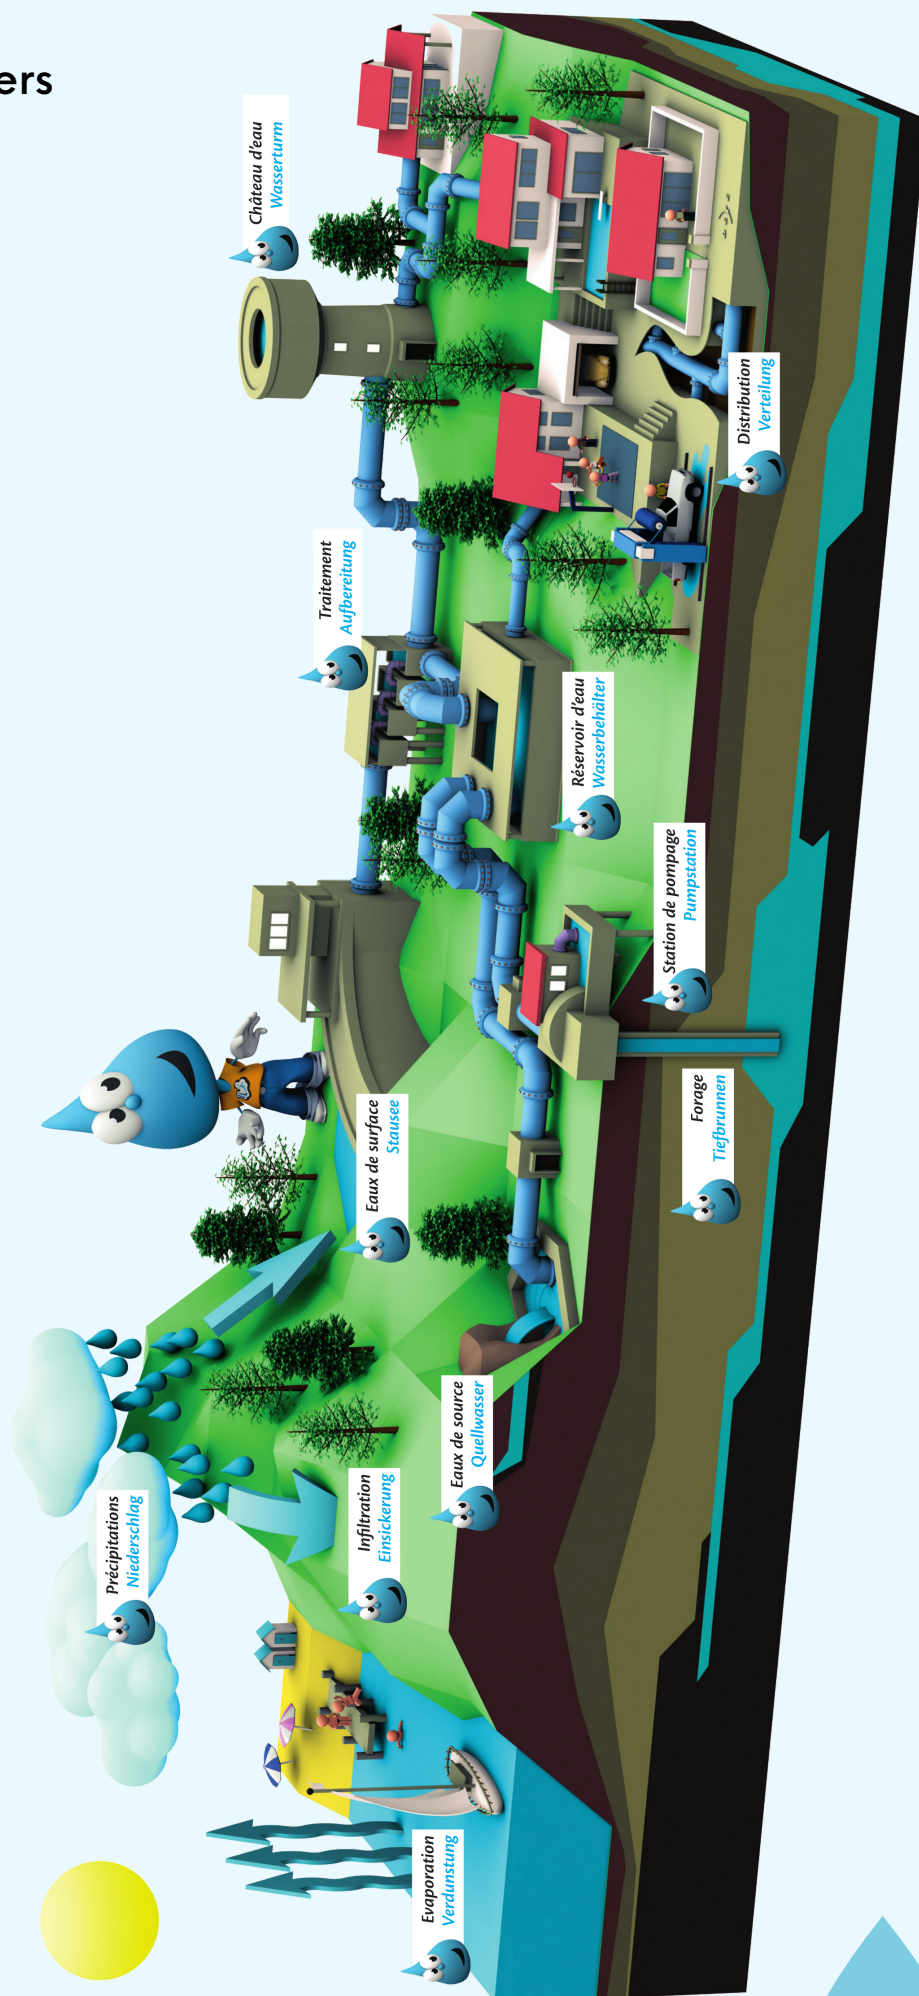 ers
Château d'eau
Wasserturm
Traitement
Aufbereitung
Distribution
Verteilung
Réservoir d'eau
Wasserbehälter
Station de pompage
Pumpstation
Forage
Tiefbrunnen
Eaux de surface
Stausee
Eaux de source
Quellwasser
Infiltration
Einsickerung
Précipitations
Niederschlag
Evaporation
Verdunstung